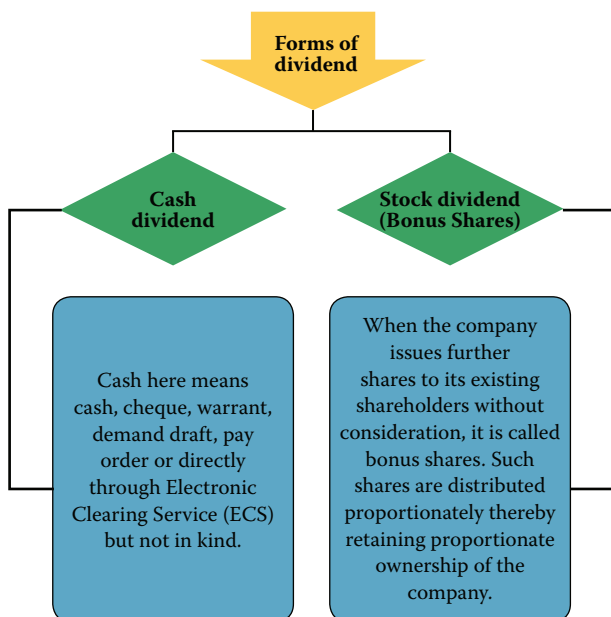 Forms of
dividend
Cash
dividend
Stock dividend
(Bonus Shares)
Cash here means
cash, cheque, warrant,
demand draft, pay
order or directly
through Electronic
Clearing Service (ECS)
but not in kind.
When the company
issues further
shares to its existing
shareholders without
consideration, it is called
bonus shares. Such
shares are distributed
proportionately thereby
retaining proportionate
ownership of the
company.